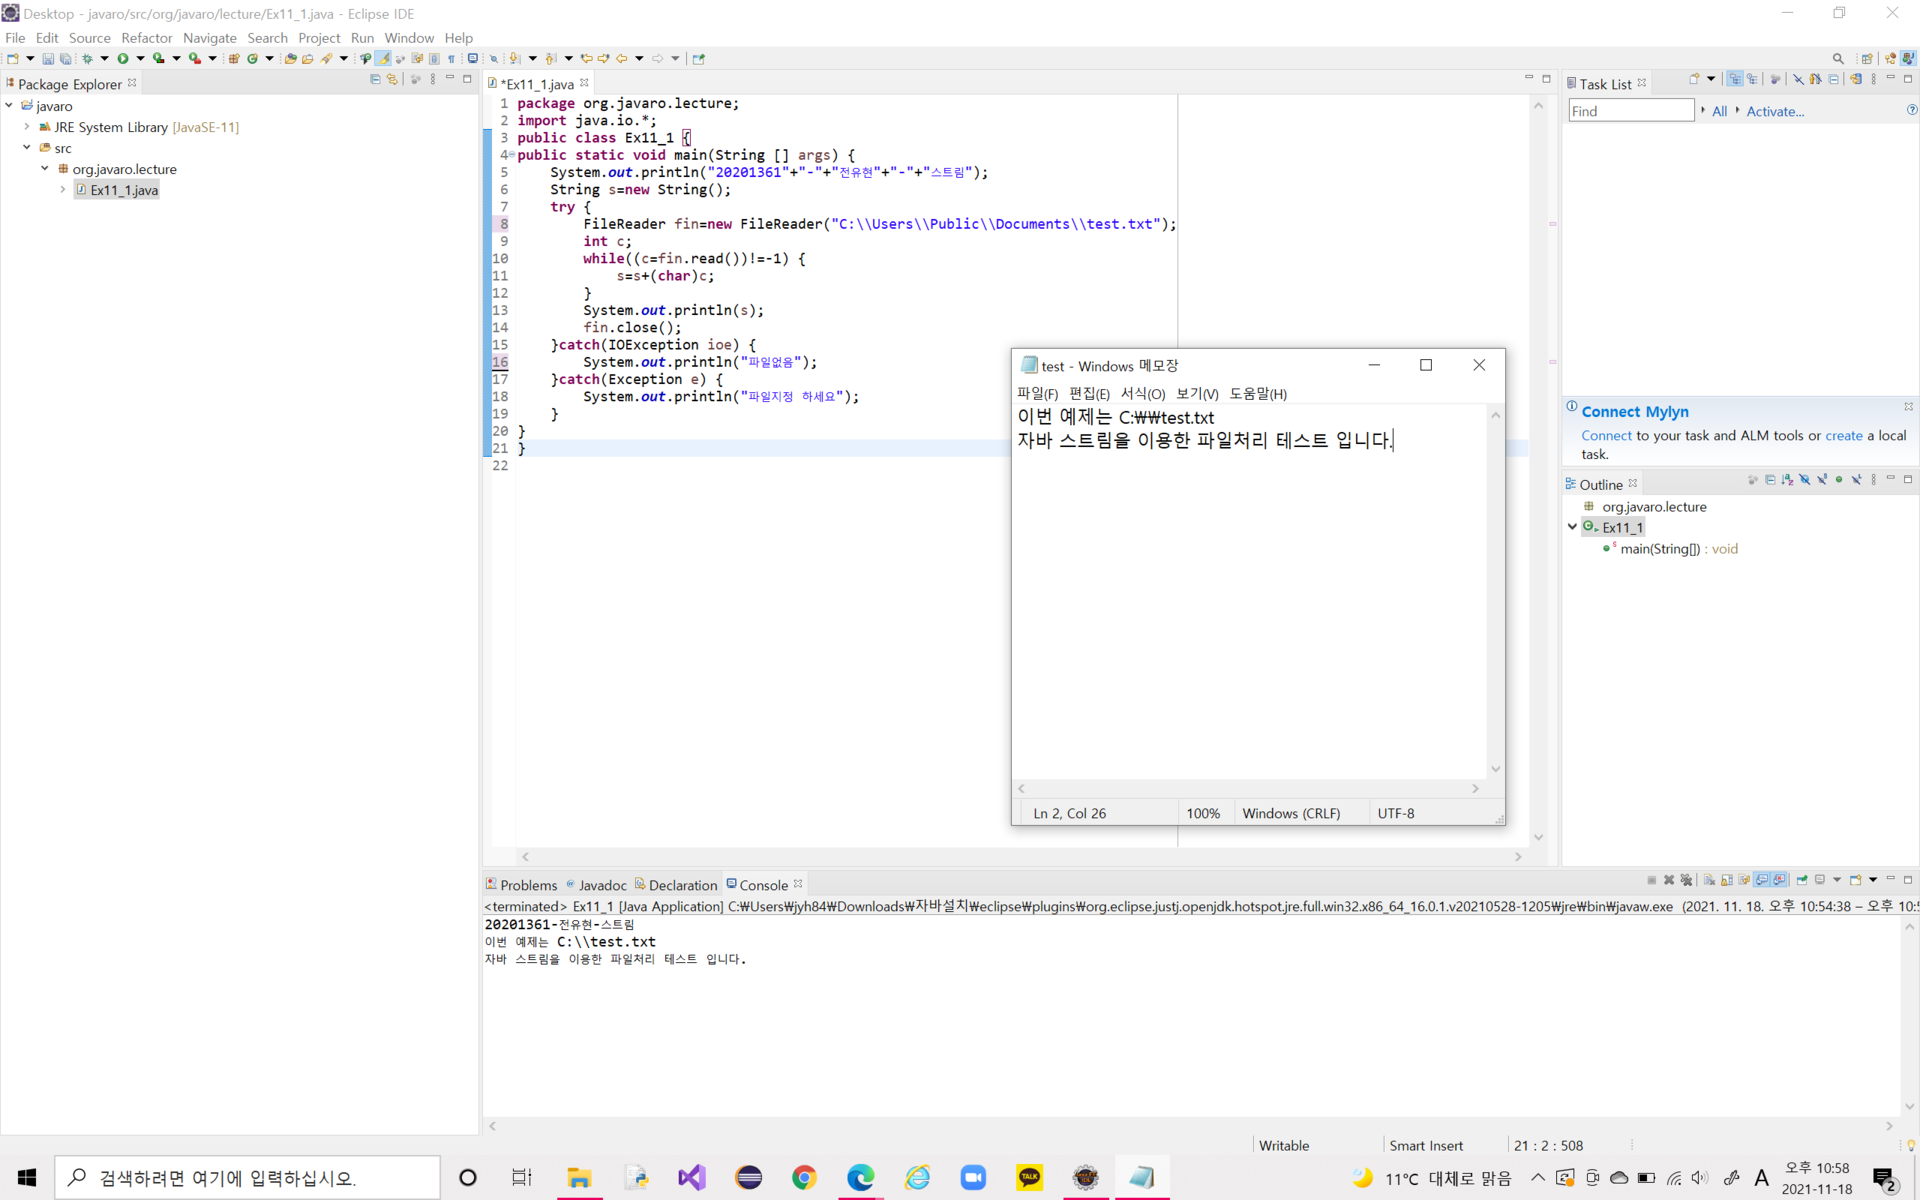 Desktop - javaro/src/org/javaro/lecture/Ex11_1.java - Eclipse IDE
File Edit Source Refactor Navigate Search Project Run Window Help
Package Explorer
javaro
JRE System Library [JavaSE-11]
src
org.javaro.lecture
Ex11_1.java
*Ex11_1.java
1 package org.javaro.lecture;
2 import java.io.*;
3 public class Ex11_1 {
4 public static void main(String [] args) {
5 System.out.println("20201361"+"-"+"전유현"+"-"+"스트림");
6 String s=new String();
7 try {
8 FileReader fin=new FileReader("C:\\Users\\Public\\Documents\\test.txt");
9 int c;
10 while((c=fin.read())!=-1) {
11 s=s+(char)c;
12 }
13 System.out.println(s);
14 fin.close();
15 }catch(IOException ioe) {
16 System.out.println("파일없음");
17 }catch(Exception e) {
18 System.out.println("파일지정 하세요");
19 }
20 }
21 }
22
test - Windows 메모장
파일(F) 편집(E) 서식(O) 보기(V) 도움말(H)
이번 예제는 C:₩₩test.txt
자바 스트림을 이용한 파일처리 테스트 입니다.
Ln 2, Col 26 100% Windows (CRLF) UTF-8
Task List
Find All Activate...
Connect Mylyn
Connect to your task and ALM tools or create a local
task.
Outline
org.javaro.lecture
Ex11_1
main(String[]) : void
Problems Javadoc Declaration Console
<terminated> Ex11_1 [Java Application] C:₩Users₩jyh84₩Downloads₩자바설치₩eclipse₩plugins₩org.eclipse.justj.openjdk.hotspot.jre.full.win32.x86_64_16.0.1.v20210528-1205₩jre₩bin₩javaw.exe (2021. 11. 18. 오후 10:54:38 – 오후 10:5
20201361-전유현-스트림
이번 예제는 C:\\test.txt
자바 스트림을 이용한 파일처리 테스트 입니다.
Writable Smart Insert 21 : 2 : 508
검색하려면 여기에 입력하십시오.
TALK
11°C 대체로 맑음
A
오후 10:58
2021-11-18
2